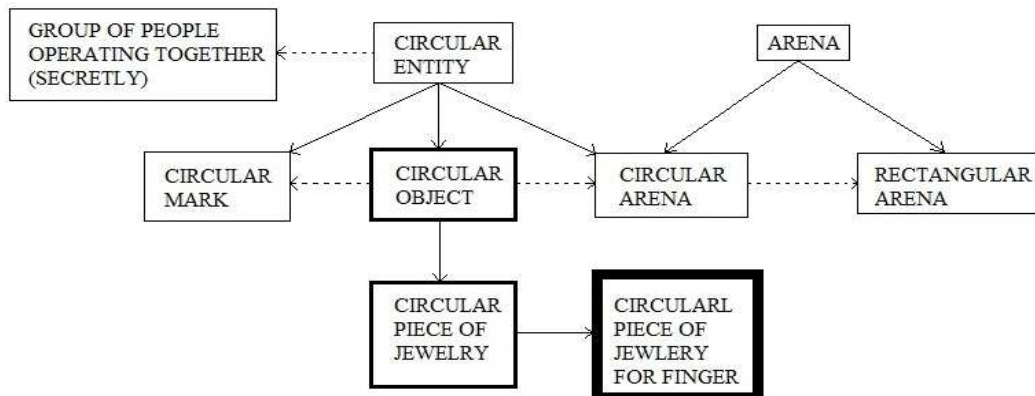 GROUP OF PEOPLE
OPERATING TOGETHER
(SECRETLY)
CIRCULAR
ENTITY
ARENA
CIRCULAR
MARK
CIRCULAR
OBJECT
CIRCULAR
ARENA
RECTANGULAR
ARENA
CIRCULAR
PIECE OF
JEWELRY
CIRCULARL
PIECE OF
JEWLERY
FOR FINGER